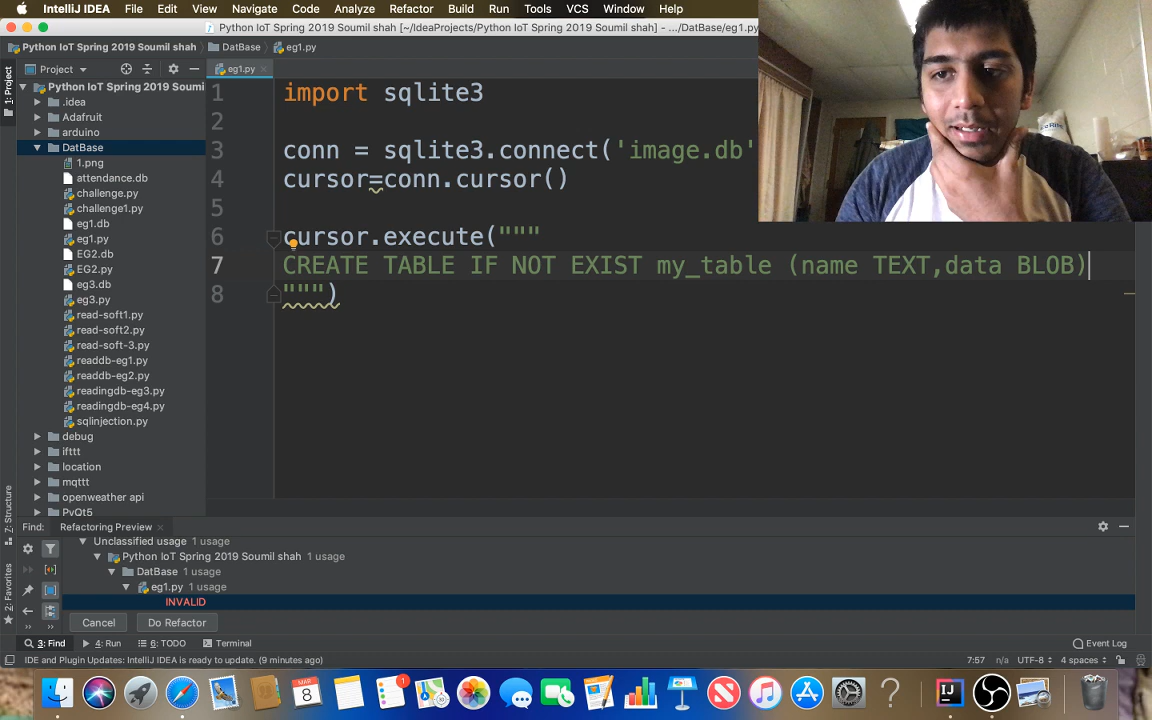 IntelliJ IDEA File Edit View Navigate Code Analyze Refactor Build Run Tools VCS Window Help
Python IoT Spring 2019 Soumil shah [~/IdeaProjects/Python IoT Spring 2019 Soumil shah] - .../DatBase/eg1.py
Python IoT Spring 2019 Soumil shah DatBase eg1.py
1: Project
Project
eg1.py
Python IoT Spring 2019 Soumi
.idea
Adafruit
arduino
DatBase
1.png
attendance.db
challenge.py
challenge1.py
eg1.db
eg1.py
EG2.db
EG2.py
eg3.db
eg3.py
read-soft1.py
read-soft2.py
read-soft-3.py
readdb-eg1.py
readdb-eg2.py
readingdb-eg3.py
readingdb-eg4.py
sqlinjection.py
debug
ifttt
location
mqtt
openweather api
PyQt5
1 import sqlite3
2
3 conn = sqlite3.connect('image.db'
4 cursor=conn.cursor()
5
6 cursor.execute("""
7 CREATE TABLE IF NOT EXIST my_table (name TEXT,data BLOB)
8 """)
Z: Structure
2: Favorites
Find: Refactoring Preview
Unclassified usage 1 usage
Python IoT Spring 2019 Soumil shah 1 usage
DatBase 1 usage
eg1.py 1 usage
INVALID
Cancel Do Refactor
3: Find 4: Run 6: TODO Terminal Event Log
IDE and Plugin Updates: IntelliJ IDEA is ready to update. (9 minutes ago) 7:57 n/a UTF-8 4 spaces
MAR
8
1
IJ